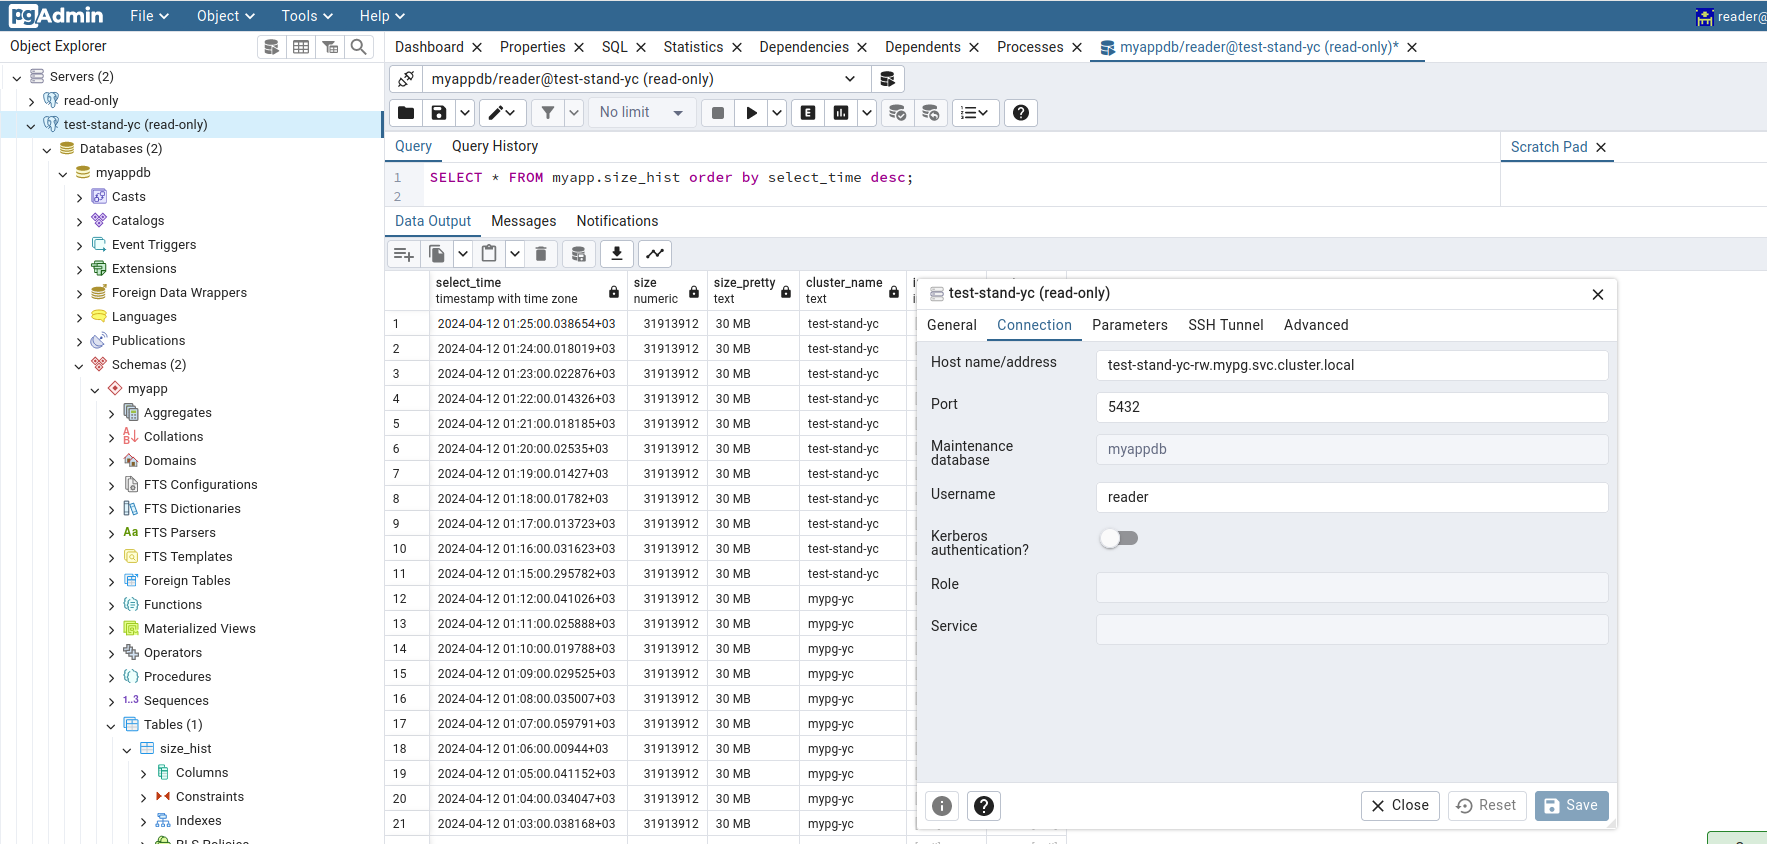 pgAdmin File Object Tools Help reader@
Object Explorer
Dashboard Properties SQL Statistics Dependencies Dependents Processes myappdb/reader@test-stand-yc (read-only)*
Servers (2)
read-only
test-stand-yc (read-only)
Databases (2)
myappdb
Casts
Catalogs
Event Triggers
Extensions
Foreign Data Wrappers
Languages
Publications
Schemas (2)
myapp
Aggregates
Collations
Domains
FTS Configurations
FTS Dictionaries
Aa FTS Parsers
FTS Templates
Foreign Tables
Functions
Materialized Views
Operators
Procedures
1..3 Sequences
Tables (1)
size_hist
Columns
Constraints
Indexes
RLS Policies
myappdb/reader@test-stand-yc (read-only)
No limit
Query Query History
Scratch Pad
1 SELECT * FROM myapp.size_hist order by select_time desc;
2
Data Output Messages Notifications
select_time size size_pretty cluster_name
timestamp with time zone numeric text text
1 2024-04-12 01:25:00.038654+03 31913912 30 MB test-stand-yc
2 2024-04-12 01:24:00.018019+03 31913912 30 MB test-stand-yc
3 2024-04-12 01:23:00.022876+03 31913912 30 MB test-stand-yc
4 2024-04-12 01:22:00.014326+03 31913912 30 MB test-stand-yc
5 2024-04-12 01:21:00.018185+03 31913912 30 MB test-stand-yc
6 2024-04-12 01:20:00.02535+03 31913912 30 MB test-stand-yc
7 2024-04-12 01:19:00.01427+03 31913912 30 MB test-stand-yc
8 2024-04-12 01:18:00.01782+03 31913912 30 MB test-stand-yc
9 2024-04-12 01:17:00.013723+03 31913912 30 MB test-stand-yc
10 2024-04-12 01:16:00.031623+03 31913912 30 MB test-stand-yc
11 2024-04-12 01:15:00.295782+03 31913912 30 MB test-stand-yc
12 2024-04-12 01:12:00.041026+03 31913912 30 MB mypg-yc
13 2024-04-12 01:11:00.025888+03 31913912 30 MB mypg-yc
14 2024-04-12 01:10:00.019788+03 31913912 30 MB mypg-yc
15 2024-04-12 01:09:00.029525+03 31913912 30 MB mypg-yc
16 2024-04-12 01:08:00.035007+03 31913912 30 MB mypg-yc
17 2024-04-12 01:07:00.059791+03 31913912 30 MB mypg-yc
18 2024-04-12 01:06:00.00944+03 31913912 30 MB mypg-yc
19 2024-04-12 01:05:00.041152+03 31913912 30 MB mypg-yc
20 2024-04-12 01:04:00.034047+03 31913912 30 MB mypg-yc
21 2024-04-12 01:03:00.038168+03 31913912 30 MB mypg-yc
test-stand-yc (read-only)
General Connection Parameters SSH Tunnel Advanced
Host name/address test-stand-yc-rw.mypg.svc.cluster.local
Port 5432
Maintenance
database myappdb
Username reader
Kerberos
authentication?
Role
Service
Close Reset Save